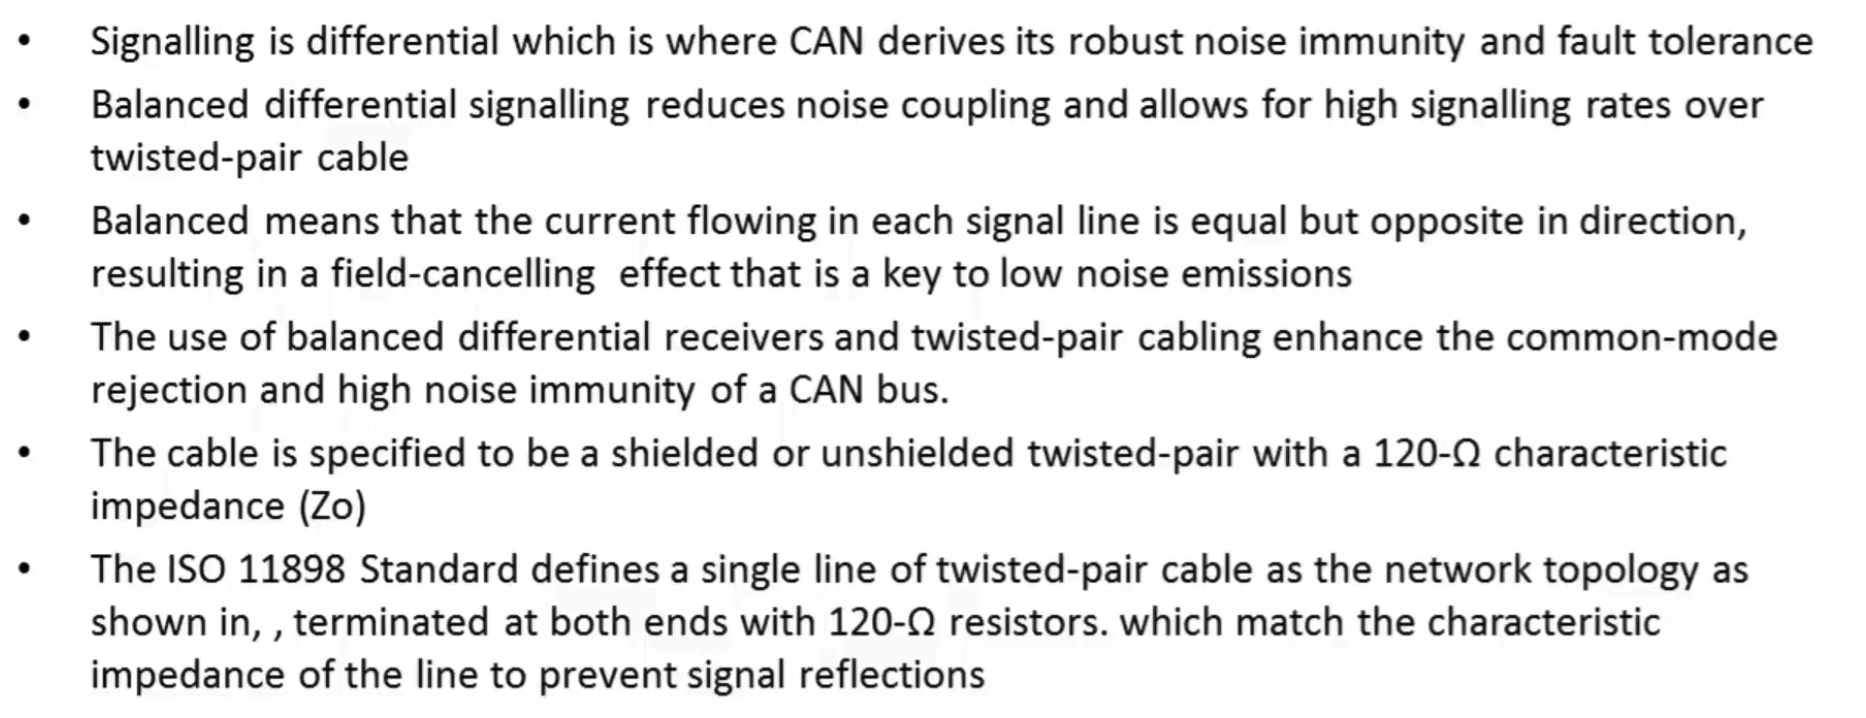 • Signalling is differential which is where CAN derives its robust noise immunity and fault tolerance
• Balanced differential signalling reduces noise coupling and allows for high signalling rates over
twisted-pair cable
• Balanced means that the current flowing in each signal line is equal but opposite in direction,
resulting in a field-cancelling effect that is a key to low noise emissions
• The use of balanced differential receivers and twisted-pair cabling enhance the common-mode
rejection and high noise immunity of a CAN bus.
• The cable is specified to be a shielded or unshielded twisted-pair with a 120-Ω characteristic
impedance (Zo)
• The ISO 11898 Standard defines a single line of twisted-pair cable as the network topology as
shown in, , terminated at both ends with 120-Ω resistors. which match the characteristic
impedance of the line to prevent signal reflections